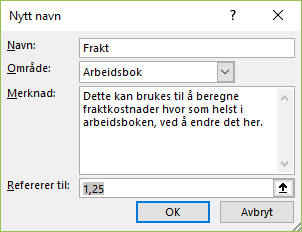 Nytt navn
?
Navn:
Frakt
Område:
Arbeidsbok
Merknad:
Dette kan brukes til å beregne
fraktkostnader hvor som helst i
arbeidsboken, ved å endre det her.
Refererer til:
1,25
OK
Avbryt